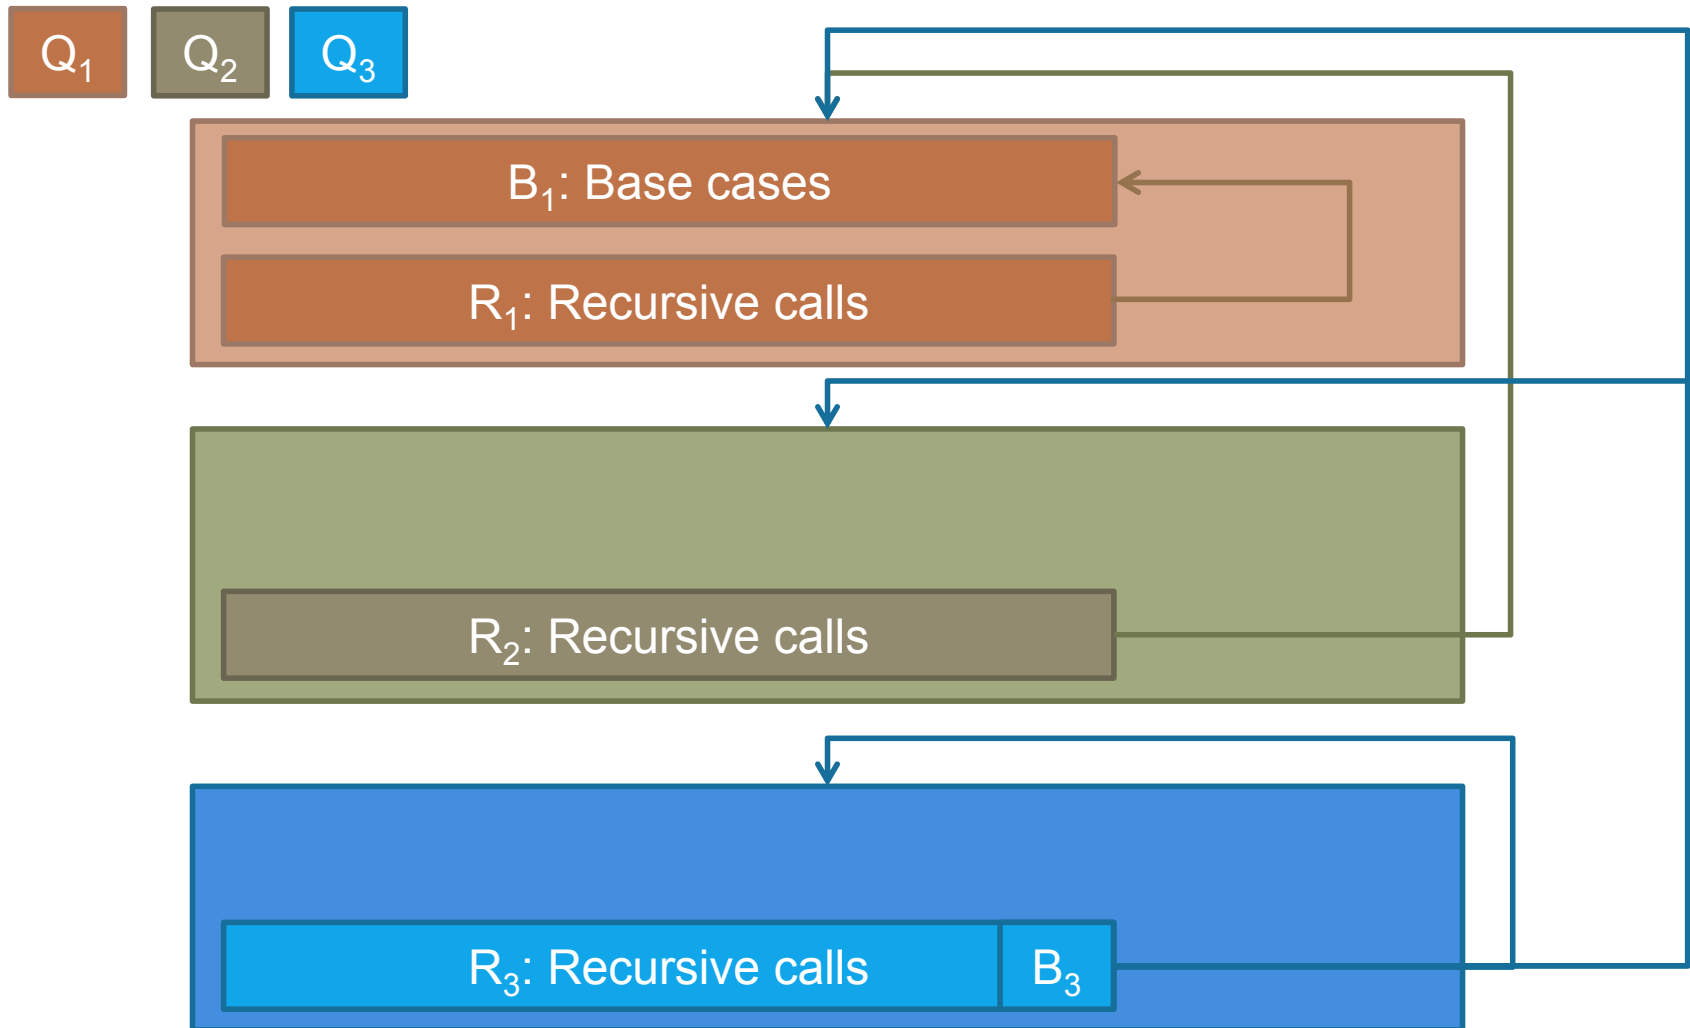 Q₁ Q₂ Q₃
B₁: Base cases
R₁: Recursive calls
R₂: Recursive calls
R₃: Recursive calls B₃